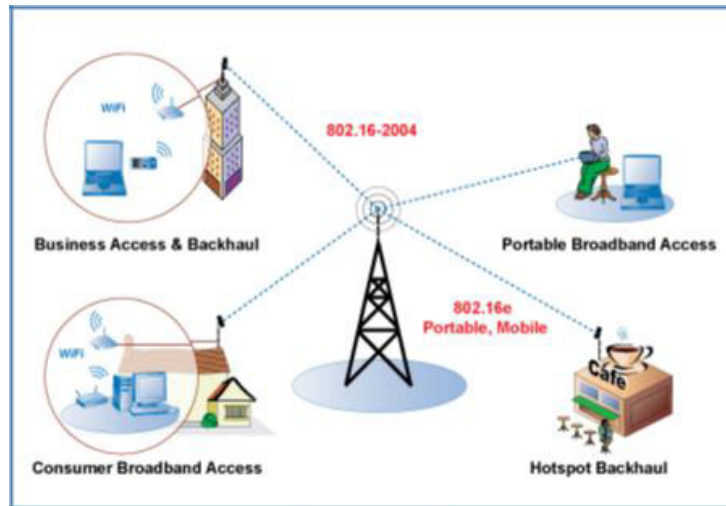 WiFi
802.16-2004
Business Access & Backhaul
Portable Broadband Access
802.16e
Portable, Mobile
WiFi
Cafe
Consumer Broadband Access
Hotspot Backhaul